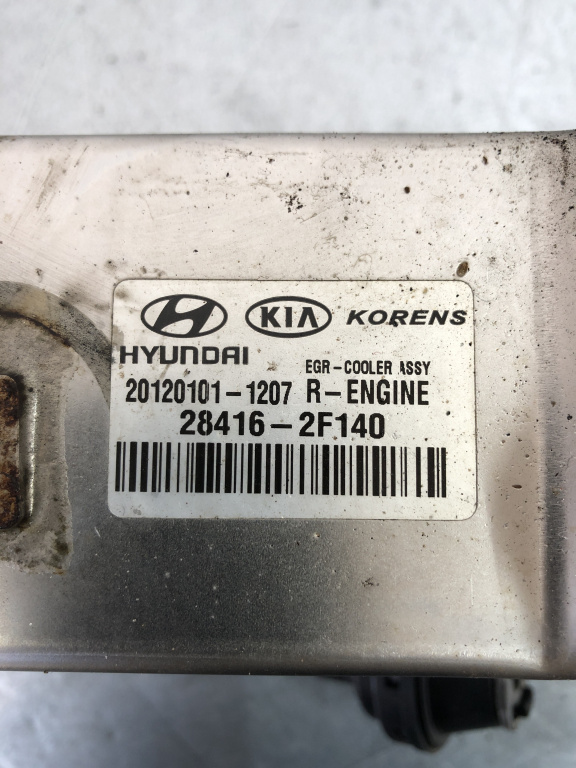 KIA KORENS
HYUNDAI EGR-COOLER ASSY
20120101-1207 R-ENGINE
28416-2F140